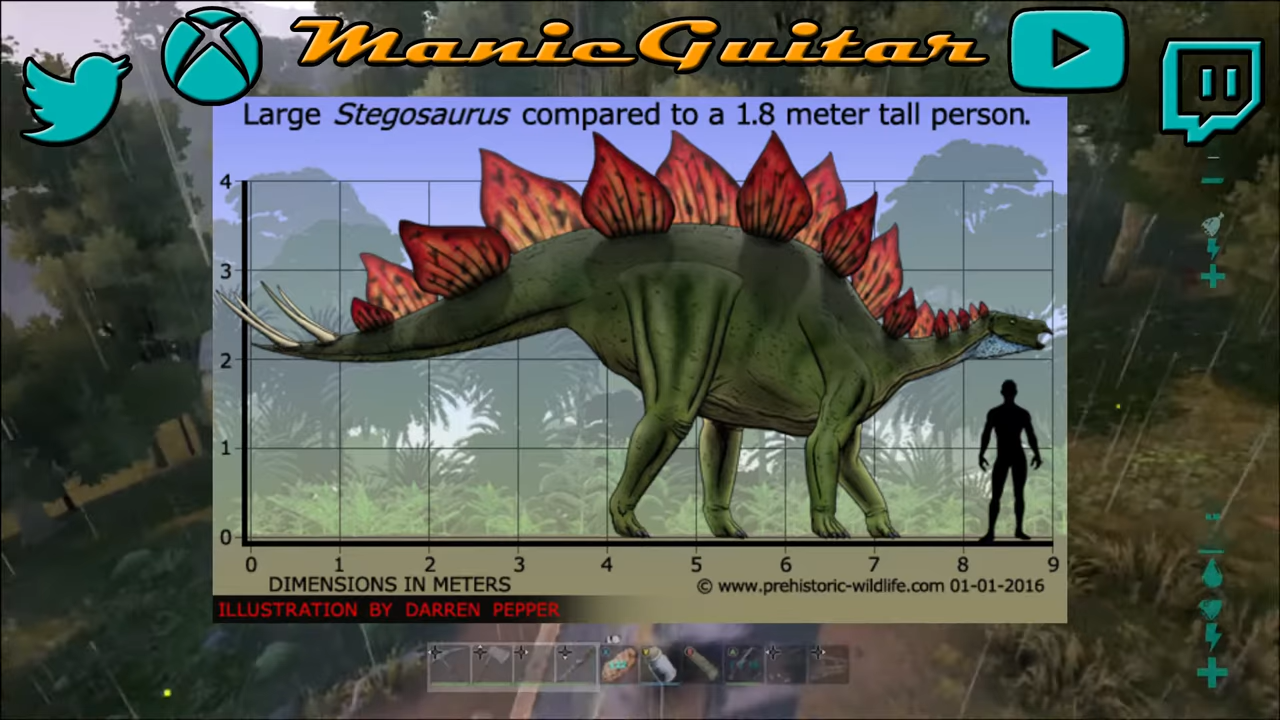 ManicGuitar
Large Stegosaurus compared to a 1.8 meter tall person.
4
3
2
1
0
0 1 2 3 4 5 6 7 8 9
DIMENSIONS IN METERS
© www.prehistoric-wildlife.com 01-01-2016
ILLUSTRATION BY DARREN PEPPER